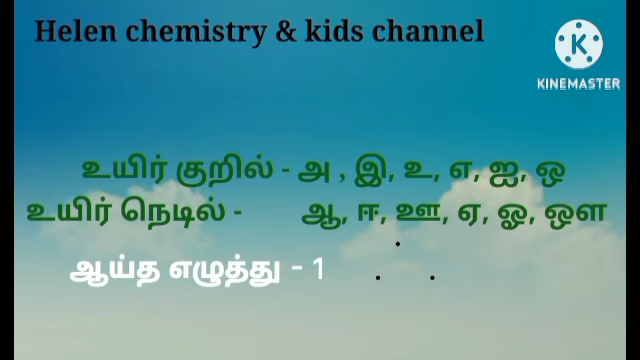 Helen chemistry & kids channel
K
KINEMASTER
உயிர் குறில் - அ , இ, உ, எ, ஐ, ஒ
உயிர் நெடில் - ஆ, ஈ, ஊ, ஏ, ஓ, ஔ
ஆய்த எழுத்து - 1 ஃ